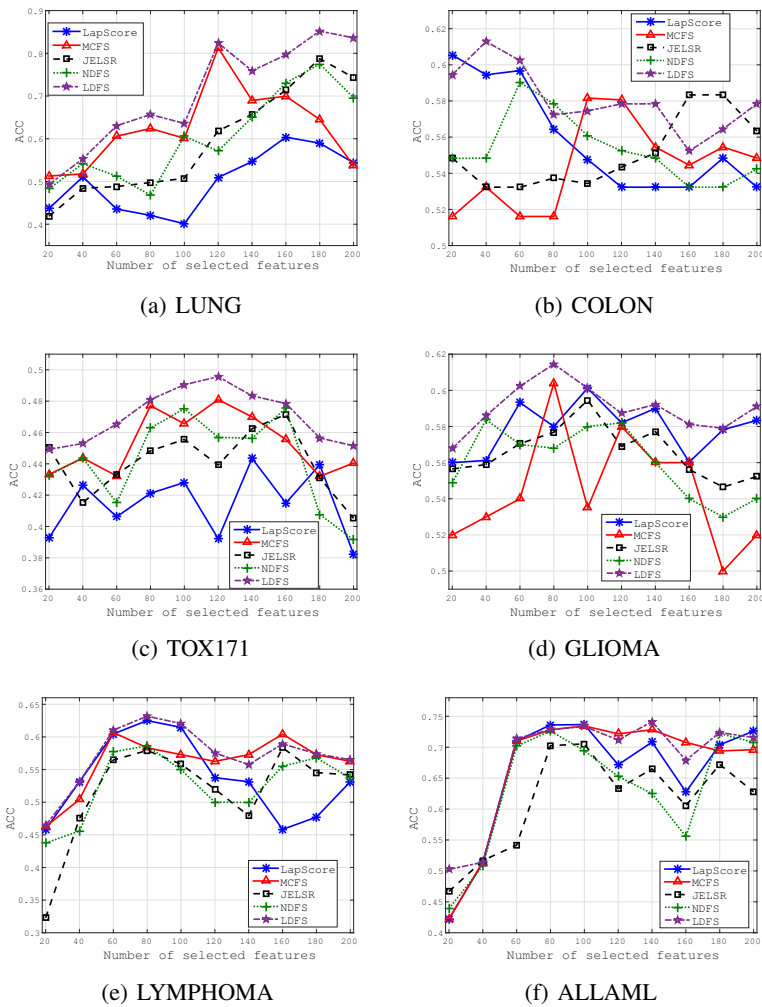 0.9
0.8
0.7
0.6
0.5
0.4
ACC
LapScore
MCFS
JELSR
NDFS
LDFS
20 40 60 80 100 120 140 160 180 200
Number of selected features
(a) LUNG
0.62
0.6
0.58
0.56
0.54
0.52
0.5
ACC
LapScore
MCFS
JELSR
NDFS
LDFS
20 40 60 80 100 120 140 160 180 200
Number of selected features
(b) COLON
0.5
0.48
0.46
0.44
0.42
0.4
0.38
0.36
ACC
LapScore
MCFS
JELSR
NDFS
LDFS
20 40 60 80 100 120 140 160 180 200
Number of selected features
(c) TOX171
0.62
0.6
0.58
0.56
0.54
0.52
0.5
ACC
LapScore
MCFS
JELSR
NDFS
LDFS
20 40 60 80 100 120 140 160 180 200
Number of selected features
(d) GLIOMA
0.65
0.6
0.55
0.5
0.45
0.4
0.35
0.3
ACC
LapScore
MCFS
JELSR
NDFS
LDFS
20 40 60 80 100 120 140 160 180 200
Number of selected features
(e) LYMPHOMA
0.75
0.7
0.65
0.6
0.55
0.5
0.45
0.4
ACC
LapScore
MCFS
JELSR
NDFS
LDFS
20 40 60 80 100 120 140 160 180 200
Number of selected features
(f) ALLAML